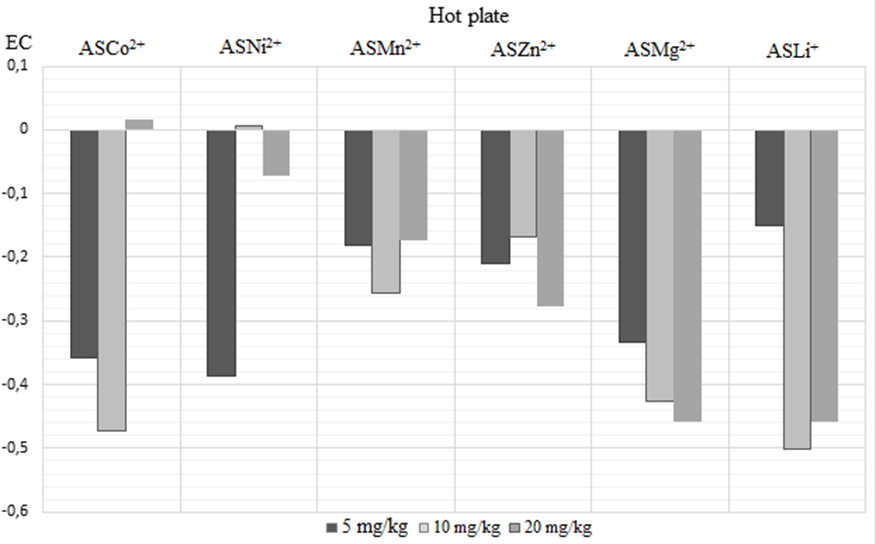 Hot plate
EC
ASCo²⁺ ASNi²⁺ ASMn²⁺ ASZn²⁺ ASMg²⁺ ASLi⁺
0,1
0
-0,1
-0,2
-0,3
-0,4
-0,5
-0,6
5 mg/kg 10 mg/kg 20 mg/kg